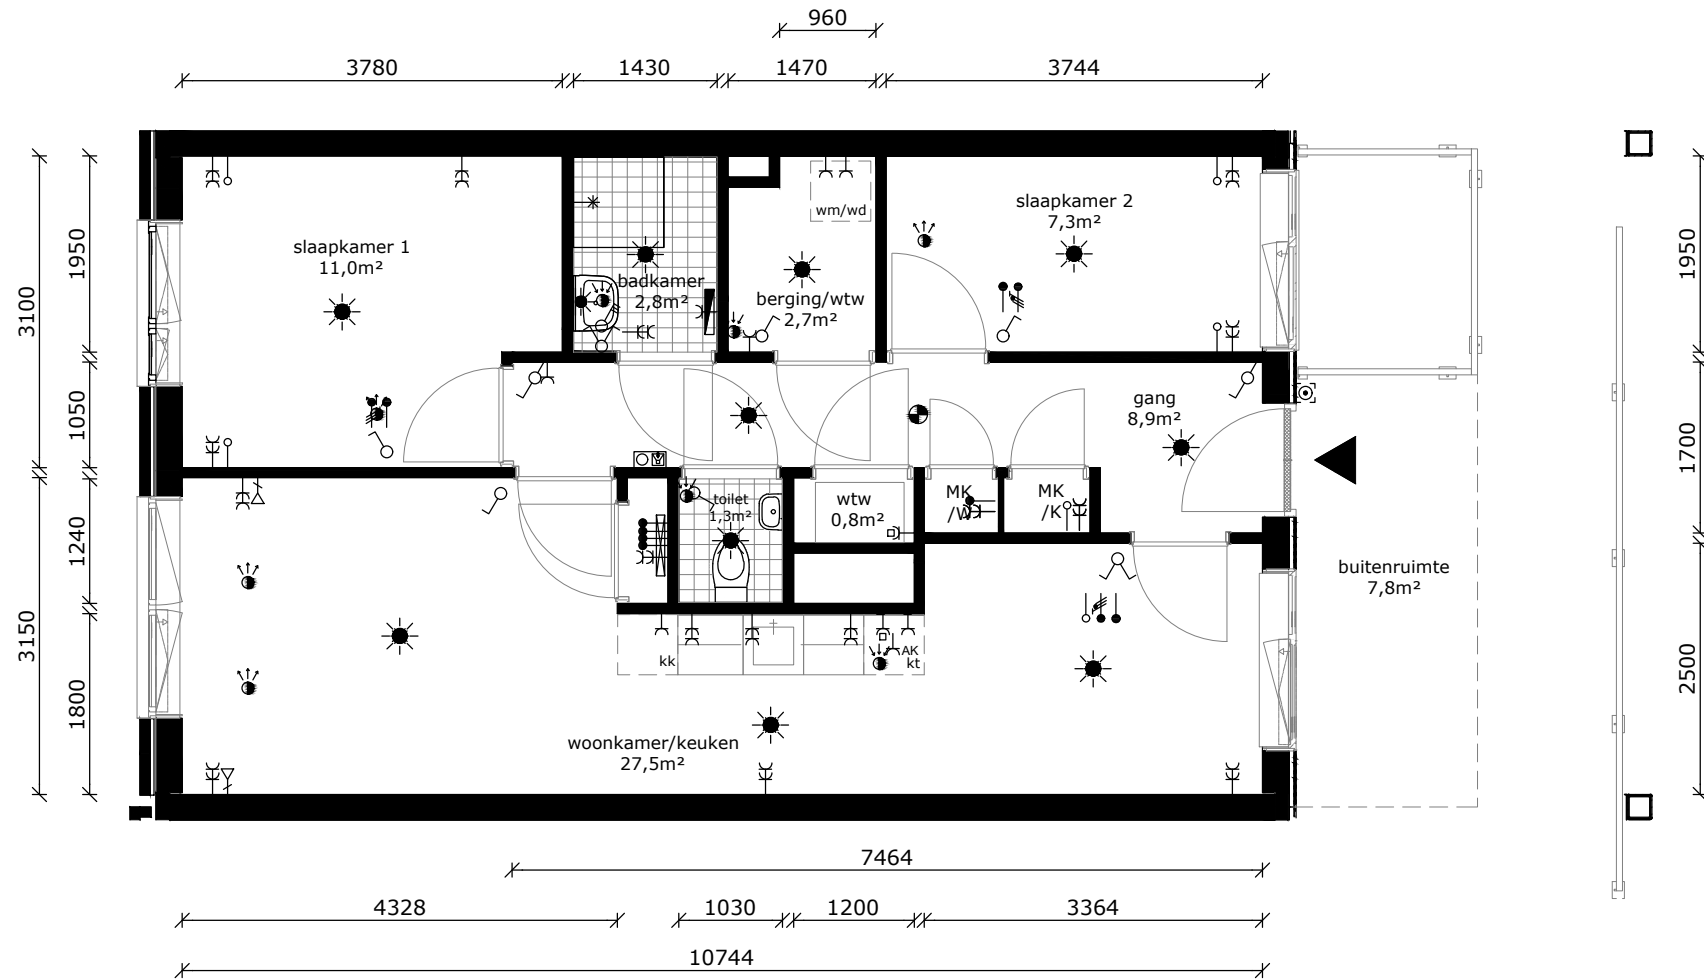 960
3780
1430
1470
3744
3100
1950
1050
3150
1240
1800
slaapkamer 1
11,0m²
badkamer
2,8m²
wm/wd
berging/wtw
2,7m²
slaapkamer 2
7,3m²
gang
8,9m²
toilet
1,3m²
wtw
0,8m²
MK
/W
MK
/K
kk
AK
kt
woonkamer/keuken
27,5m²
buitenruimte
7,8m²
1950
1700
2500
7464
4328
1030
1200
3364
10744